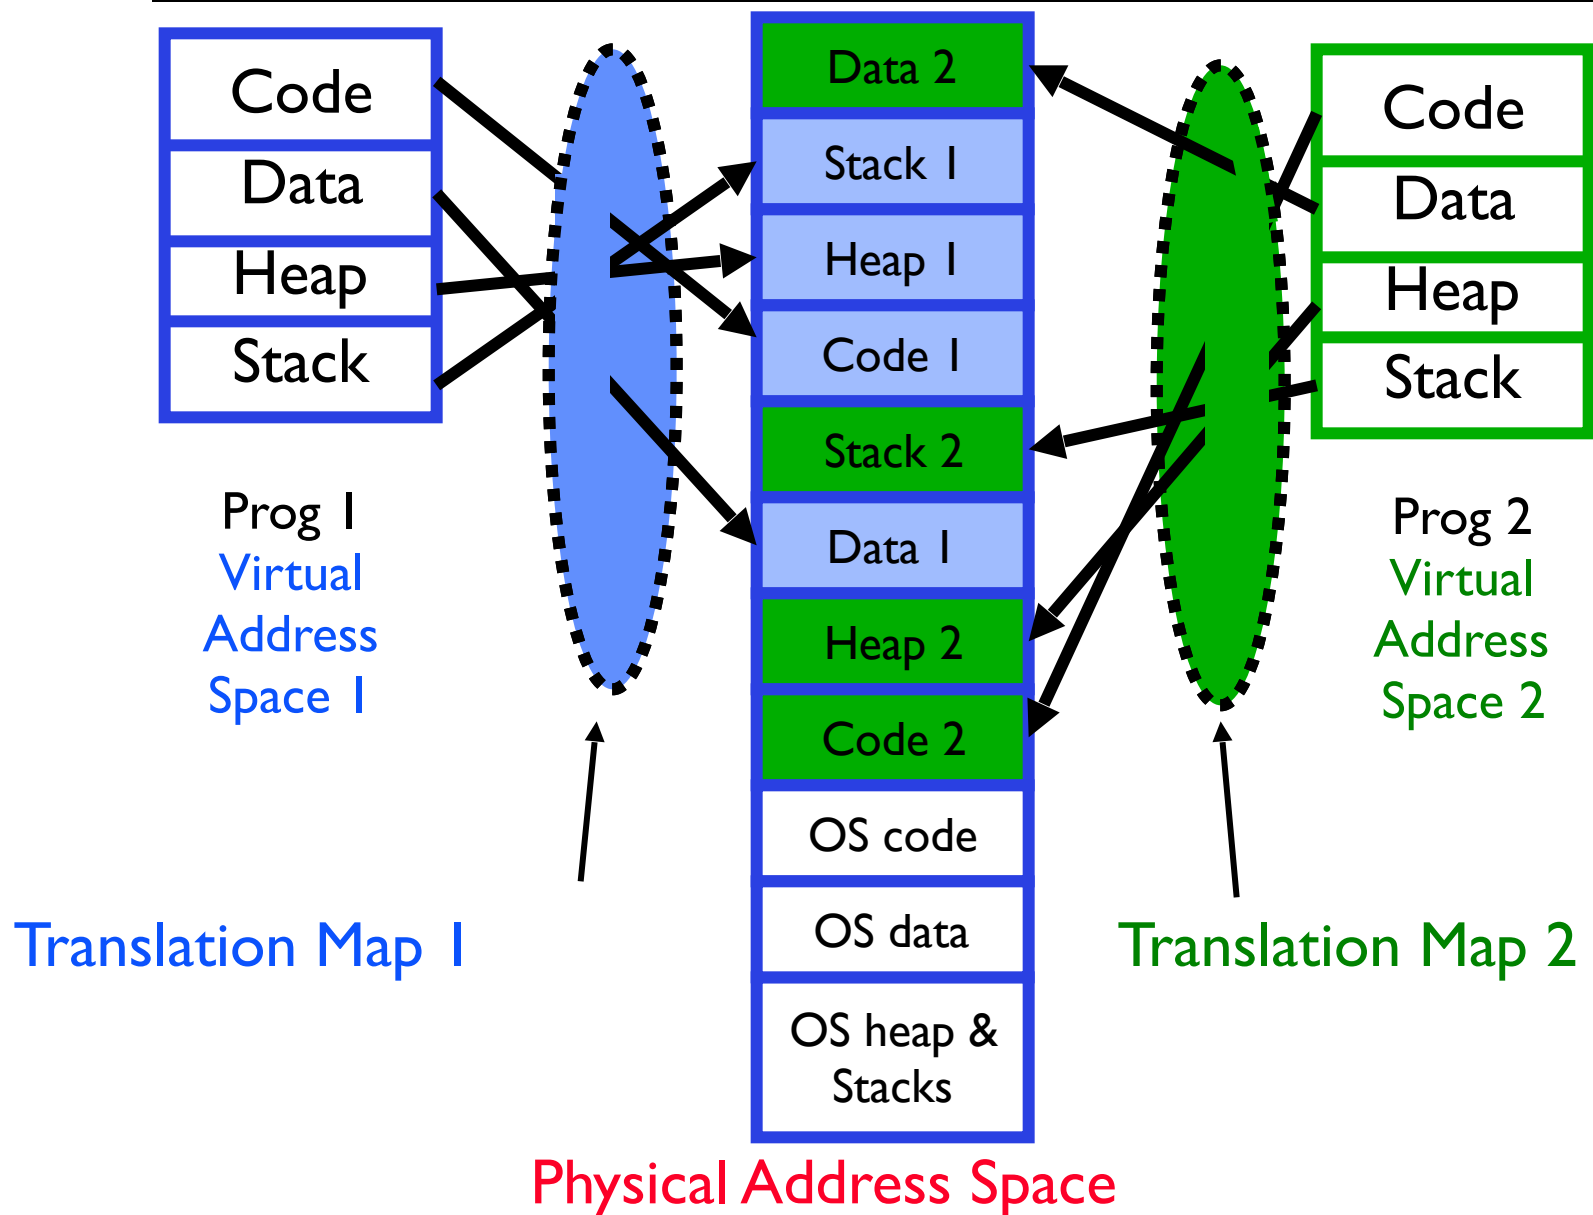 Code
Data
Heap
Stack
Prog 1
Virtual
Address
Space 1
Translation Map 1
Data 2
Stack 1
Heap 1
Code 1
Stack 2
Data 1
Heap 2
Code 2
OS code
OS data
OS heap &
Stacks
Physical Address Space
Code
Data
Heap
Stack
Prog 2
Virtual
Address
Space 2
Translation Map 2